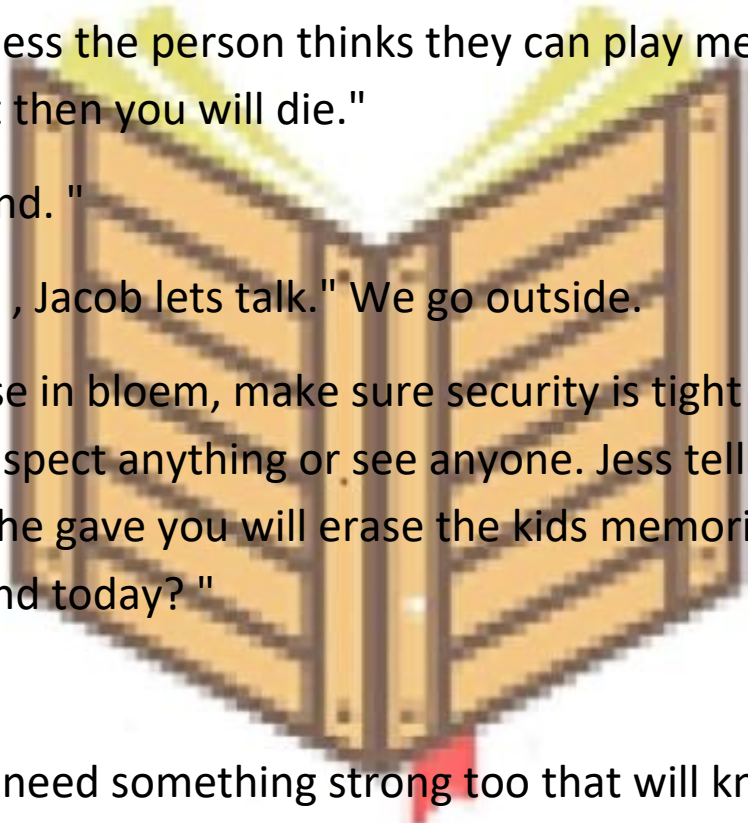 ess the person thinks they can play me
then you will die."
nd. "
, Jacob lets talk." We go outside.
se in bloem, make sure security is tight
spect anything or see anyone. Jess tell
he gave you will erase the kids memori
nd today? "
need something strong too that will kn